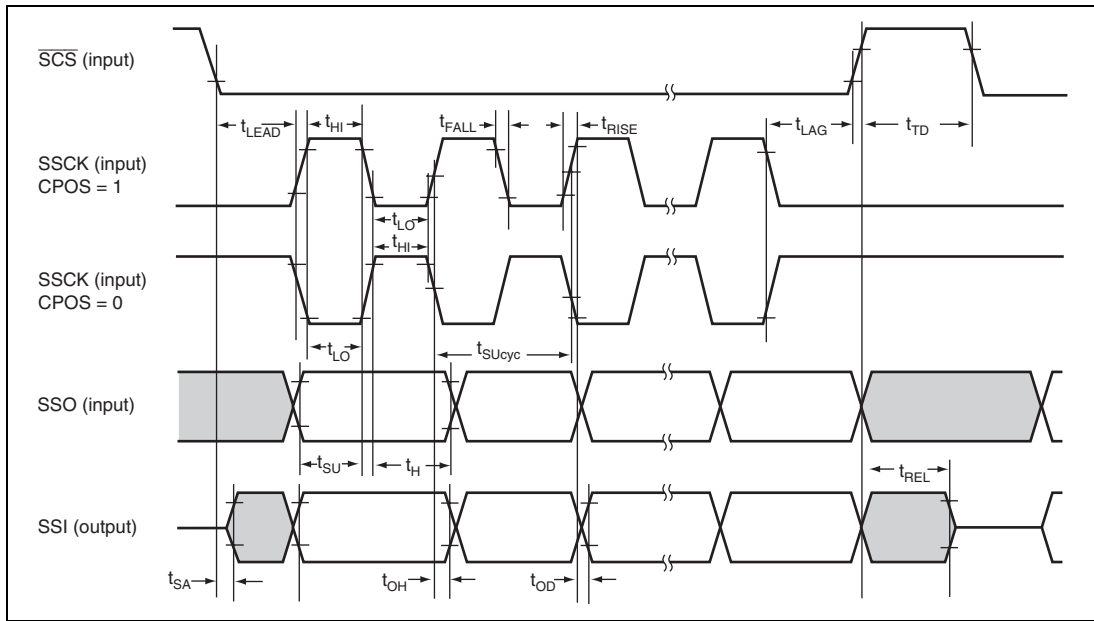 SCS (input)
tLEAD
tHI
tFALL
tRISE
tLAG
tTD
SSCK (input)
CPOS = 1
tLO
tHI
SSCK (input)
CPOS = 0
tLO
tSUcyc
SSO (input)
tSU
tH
tREL
SSI (output)
tSA
tOH
tOD